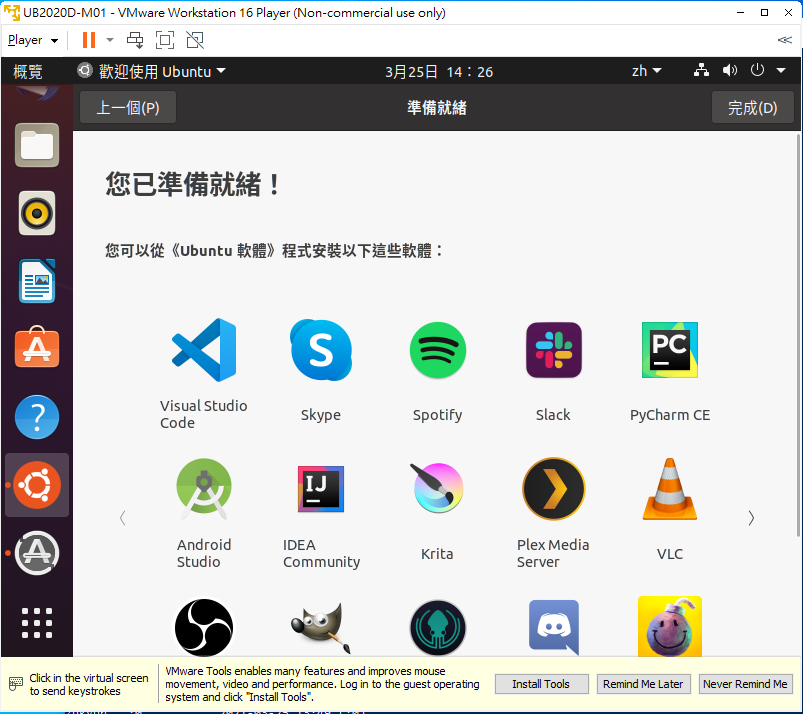 UB2020D-M01 - VMware Workstation 16 Player (Non-commercial use only)
Player
概覽
歡迎使用 Ubuntu
3月25日 14：26
zh
上一個(P)
準備就緒
完成(D)
您已準備就緒！
您可以從《Ubuntu 軟體》程式安裝以下這些軟體：
S
PC
Visual Studio
Code
Skype
Spotify
Slack
PyCharm CE
IJ
Android
Studio
IDEA
Community
Krita
Plex Media
Server
VLC
Click in the virtual screen
to send keystrokes
VMware Tools enables many features and improves mouse
movement, video and performance. Log in to the guest operating
system and click "Install Tools".
Install Tools
Remind Me Later
Never Remind Me